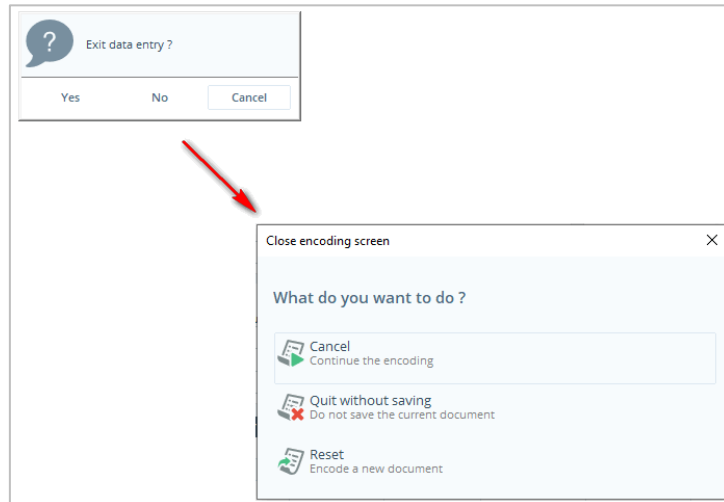 ?
Exit data entry ?
Yes No Cancel
Close encoding screen
What do you want to do ?
Cancel
Continue the encoding
Quit without saving
Do not save the current document
Reset
Encode a new document